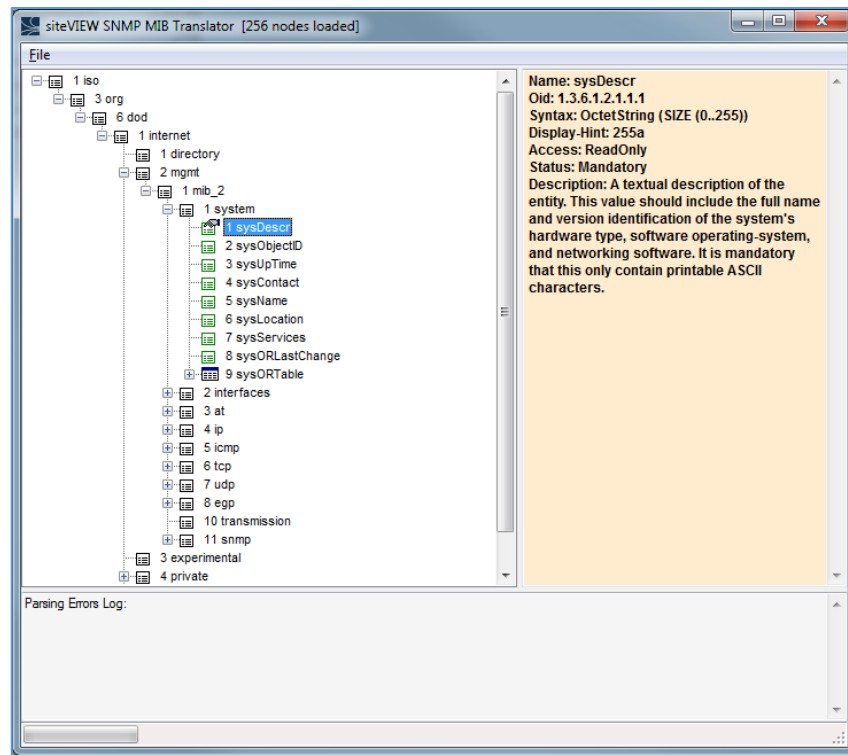 siteVIEW SNMP MIB Translator [256 nodes loaded]
File
1 iso
3 org
6 dod
1 internet
1 directory
2 mgmt
1 mib_2
1 system
1 sysDescr
2 sysObjectID
3 sysUpTime
4 sysContact
5 sysName
6 sysLocation
7 sysServices
8 sysORLastChange
9 sysORTable
2 interfaces
3 at
4 ip
5 icmp
6 tcp
7 udp
8 egp
10 transmission
11 snmp
3 experimental
4 private
Name: sysDescr
Oid: 1.3.6.1.2.1.1.1
Syntax: OctetString (SIZE (0..255))
Display-Hint: 255a
Access: ReadOnly
Status: Mandatory
Description: A textual description of the
entity. This value should include the full name
and version identification of the system's
hardware type, software operating-system,
and networking software. It is mandatory
that this only contain printable ASCII
characters.
Parsing Errors Log: